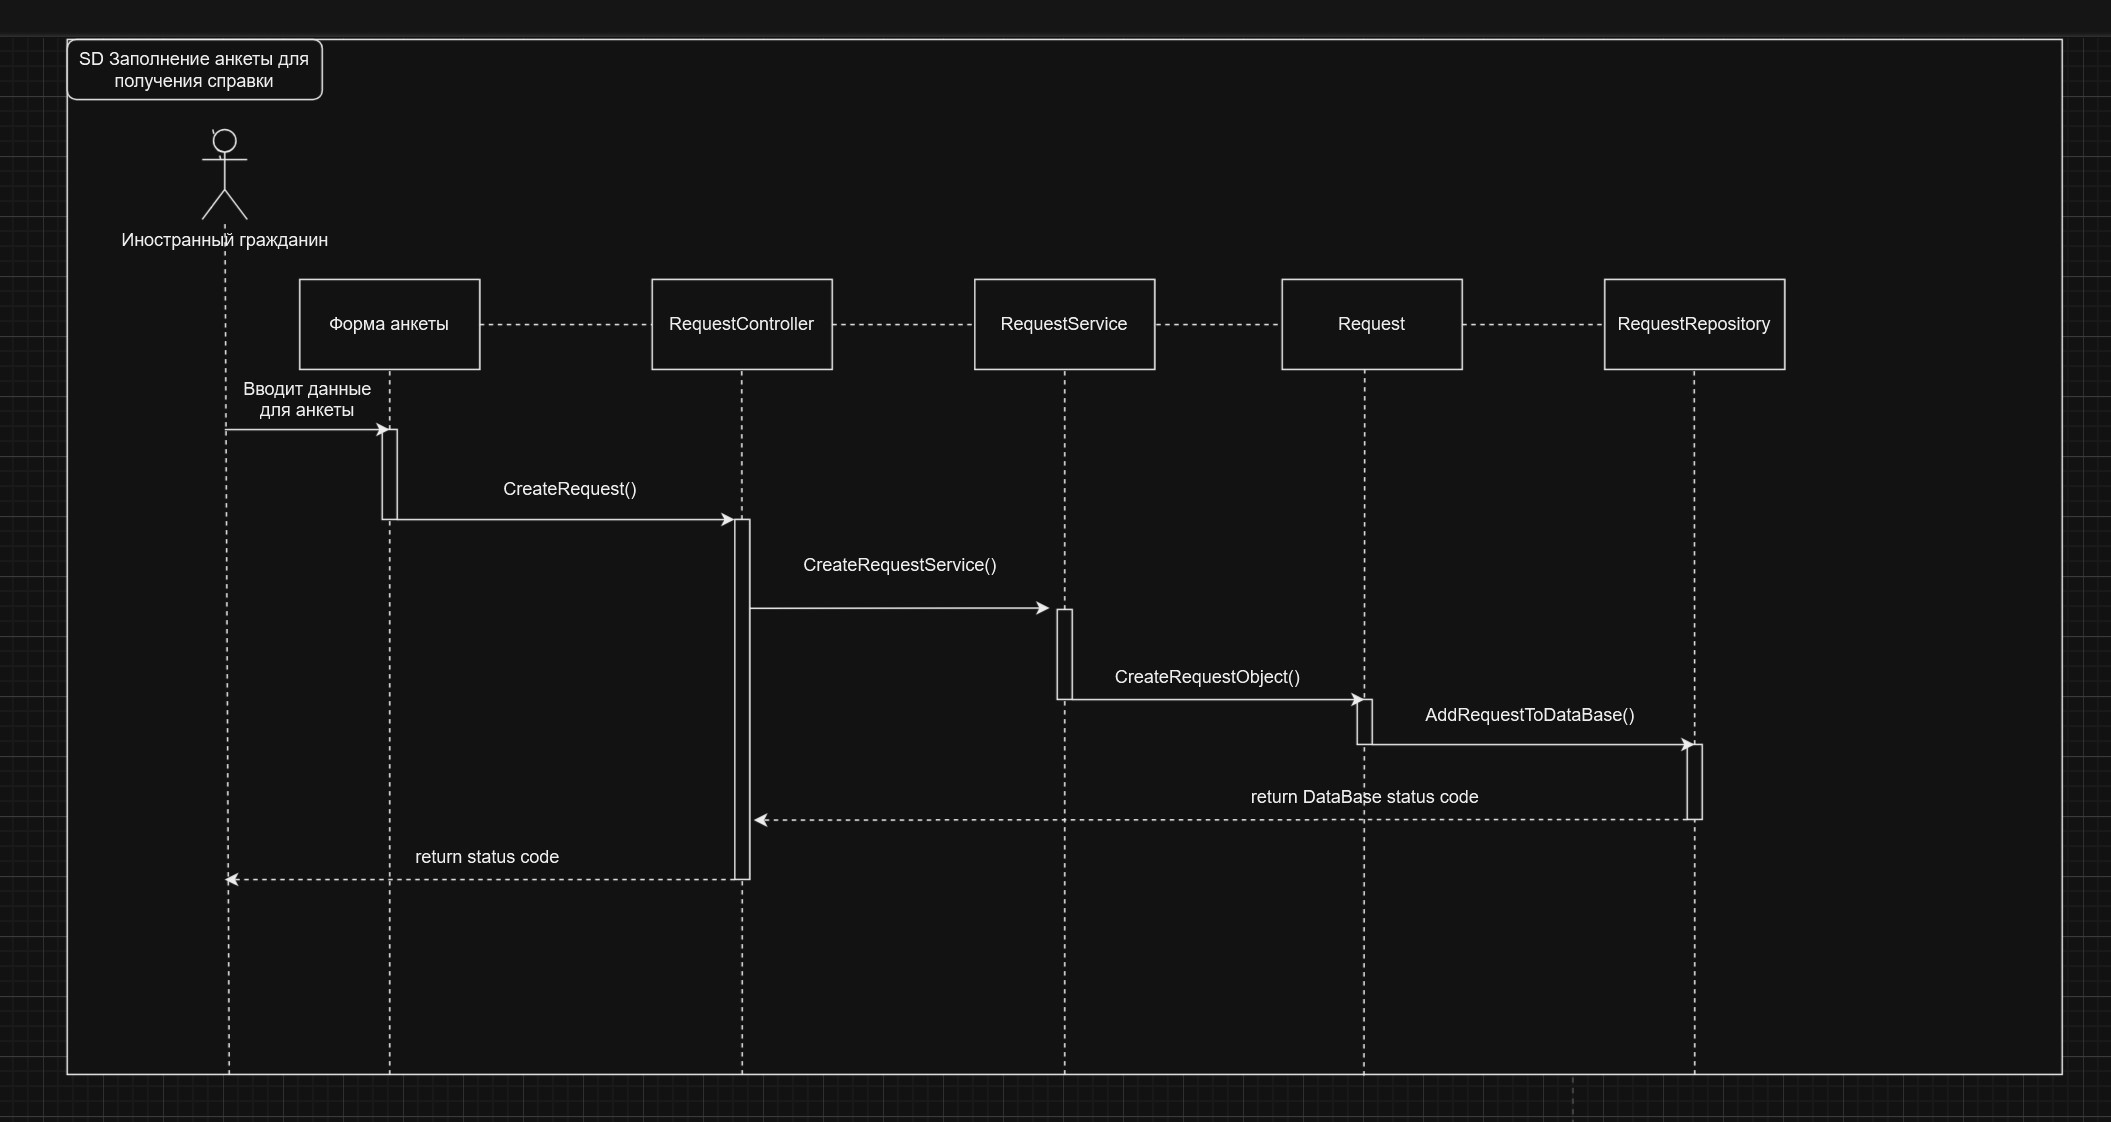 SD Заполнение анкеты для
получения справки
Иностранный гражданин
Форма анкеты
RequestController
RequestService
Request
RequestRepository
Вводит данные
для анкеты
CreateRequest()
CreateRequestService()
CreateRequestObject()
AddRequestToDataBase()
return DataBase status code
return status code